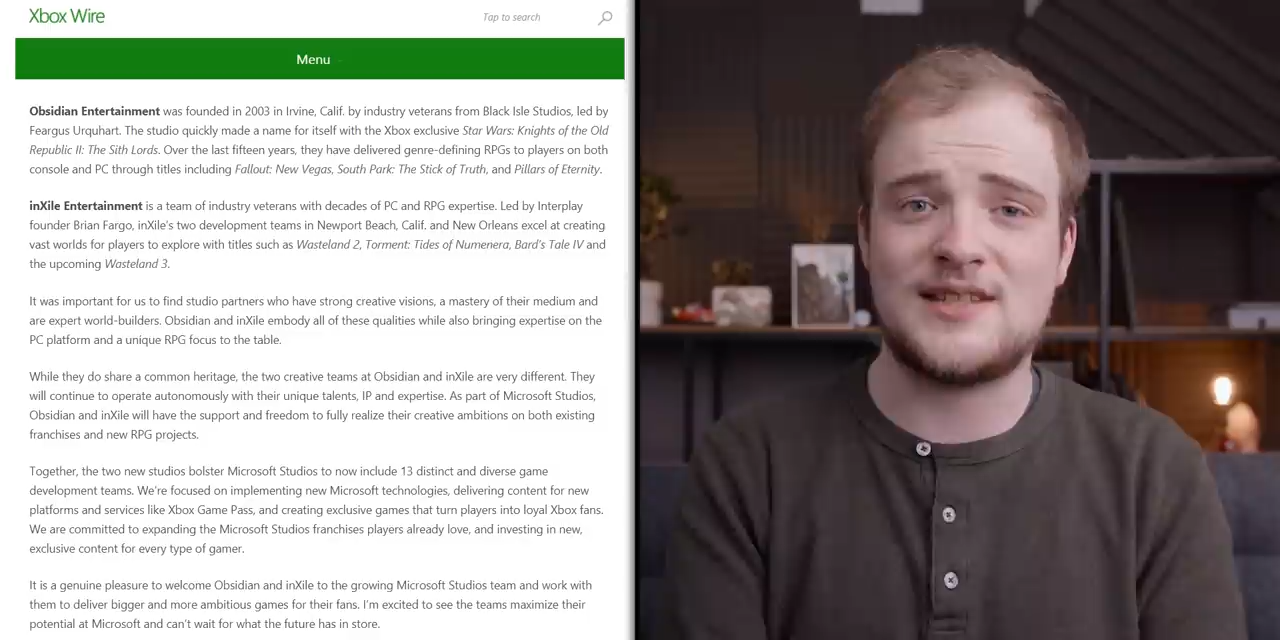 Xbox Wire
Tap to search
Menu
Obsidian Entertainment was founded in 2003 in Irvine, Calif. by industry veterans from Black Isle Studios, led by
Feargus Urquhart. The studio quickly made a name for itself with the Xbox exclusive Star Wars: Knights of the Old
Republic II: The Sith Lords. Over the last fifteen years, they have delivered genre-defining RPGs to players on both
console and PC through titles including Fallout: New Vegas, South Park: The Stick of Truth, and Pillars of Eternity.
inXile Entertainment is a team of industry veterans with decades of PC and RPG expertise. Led by Interplay
founder Brian Fargo, inXile's two development teams in Newport Beach, Calif. and New Orleans excel at creating
vast worlds for players to explore with titles such as Wasteland 2, Torment: Tides of Numenera, Bard's Tale IV and
the upcoming Wasteland 3.
It was important for us to find studio partners who have strong creative visions, a mastery of their medium and
are expert world-builders. Obsidian and inXile embody all of these qualities while also bringing expertise on the
PC platform and a unique RPG focus to the table.
While they do share a common heritage, the two creative teams at Obsidian and inXile are very different. They
will continue to operate autonomously with their unique talents, IP and expertise. As part of Microsoft Studios,
Obsidian and inXile will have the support and freedom to fully realize their creative ambitions on both existing
franchises and new RPG projects.
Together, the two new studios bolster Microsoft Studios to now include 13 distinct and diverse game
development teams. We're focused on implementing new Microsoft technologies, delivering content for new
platforms and services like Xbox Game Pass, and creating exclusive games that turn players into loyal Xbox fans.
We are committed to expanding the Microsoft Studios franchises players already love, and investing in new,
exclusive content for every type of gamer.
It is a genuine pleasure to welcome Obsidian and inXile to the growing Microsoft Studios team and work with
them to deliver bigger and more ambitious games for their fans. I'm excited to see the teams maximize their
potential at Microsoft and can't wait for what the future has in store.